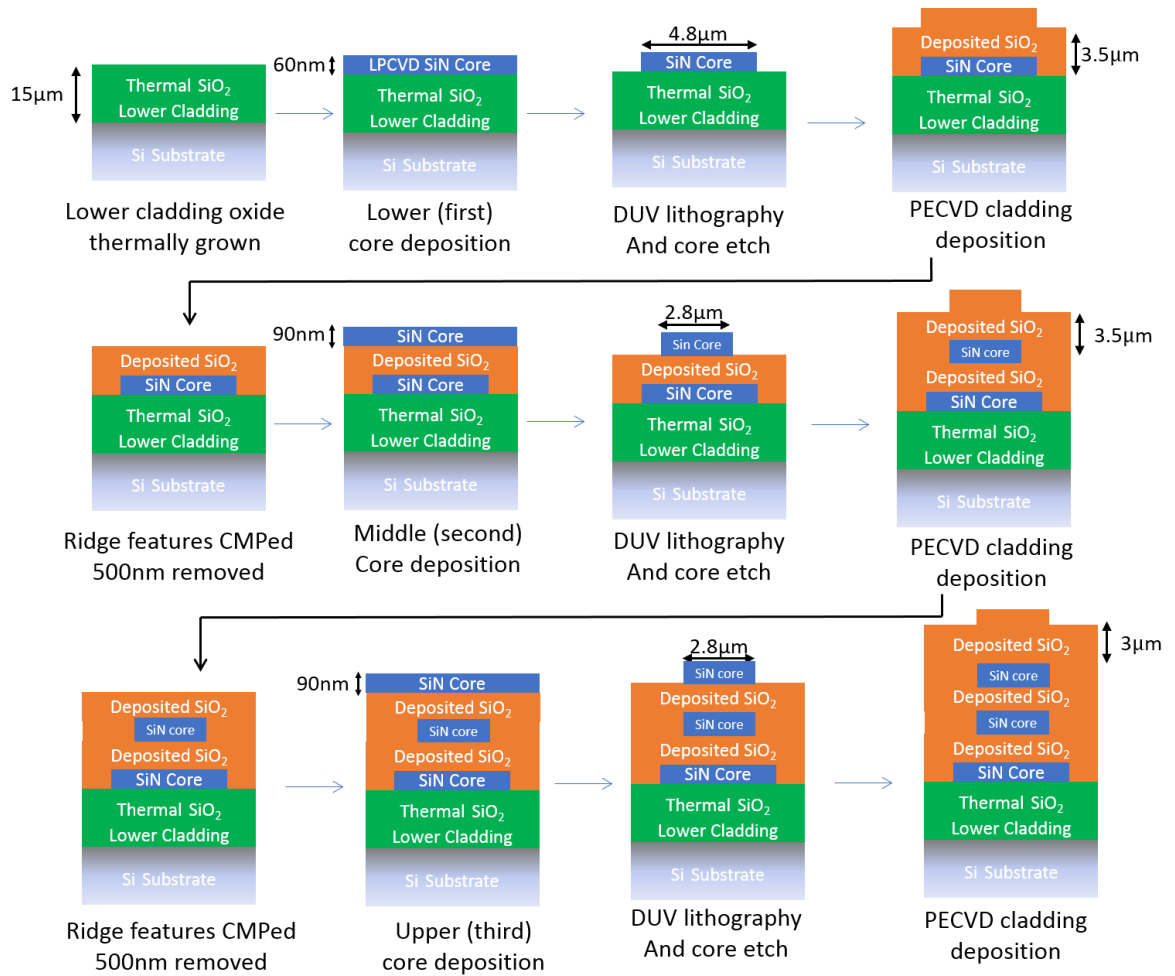 15µm
Thermal SiO₂
Lower Cladding
Si Substrate
Lower cladding oxide
thermally grown
60nm
LPCVD SiN Core
Thermal SiO₂
Lower Cladding
Si Substrate
Lower (first)
core deposition
4.8µm
SiN Core
Thermal SiO₂
Lower Cladding
Si Substrate
DUV lithography
And core etch
Deposited SiO₂
3.5µm
SiN Core
Thermal SiO₂
Lower Cladding
Si Substrate
PECVD cladding
deposition
Deposited SiO₂
SiN Core
Thermal SiO₂
Lower Cladding
Si Substrate
Ridge features CMPed
500nm removed
90nm
SiN Core
Deposited SiO₂
SiN Core
Thermal SiO₂
Lower Cladding
Si Substrate
Middle (second)
Core deposition
2.8µm
Sin Core
Deposited SiO₂
SiN Core
Thermal SiO₂
Lower Cladding
Si Substrate
DUV lithography
And core etch
Deposited SiO₂
3.5µm
SiN core
Deposited SiO₂
SiN Core
Thermal SiO₂
Lower Cladding
Si Substrate
PECVD cladding
deposition
Deposited SiO₂
SiN core
Deposited SiO₂
SiN Core
Thermal SiO₂
Lower Cladding
Si Substrate
Ridge features CMPed
500nm removed
90nm
SiN Core
Deposited SiO₂
SiN core
Deposited SiO₂
SiN Core
Thermal SiO₂
Lower Cladding
Si Substrate
Upper (third)
core deposition
2.8µm
SiN core
Deposited SiO₂
SiN core
Deposited SiO₂
SiN Core
Thermal SiO₂
Lower Cladding
Si Substrate
DUV lithography
And core etch
3µm
Deposited SiO₂
SiN core
Deposited SiO₂
SiN core
Deposited SiO₂
SiN Core
Thermal SiO₂
Lower Cladding
Si Substrate
PECVD cladding
deposition